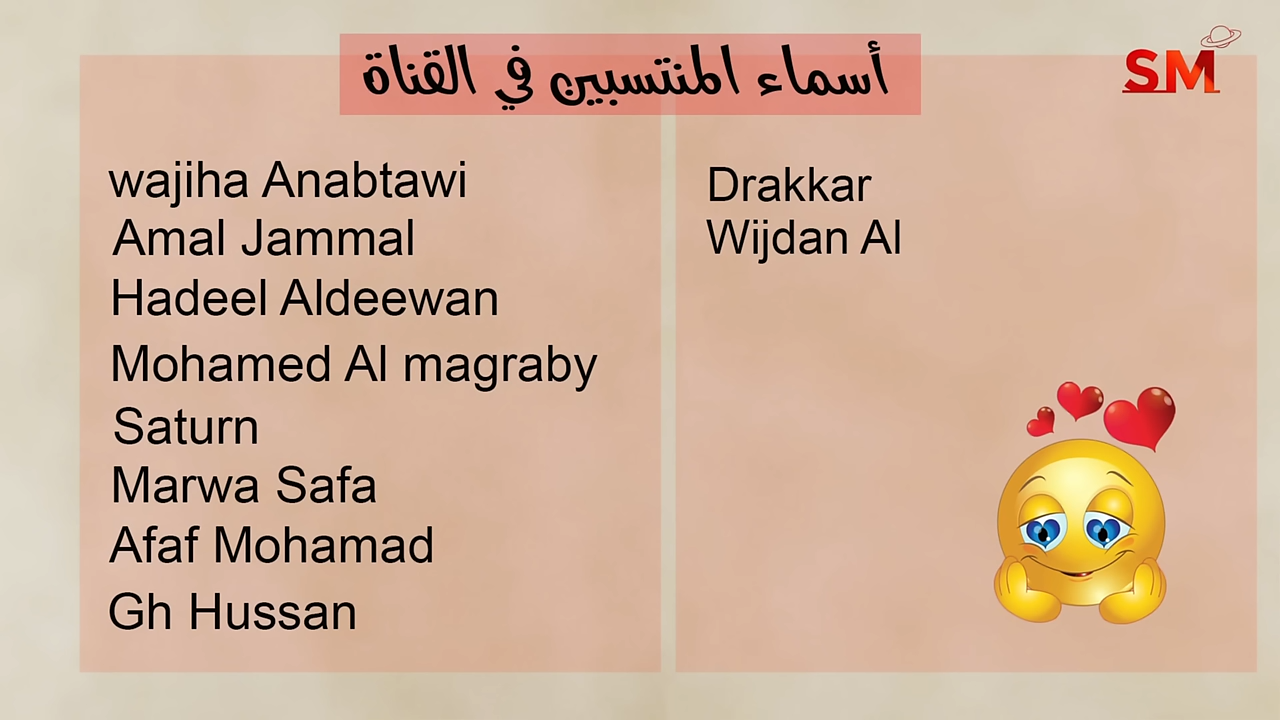 أسماء المنتسبين في القناة
SM
wajiha Anabtawi
Amal Jammal
Hadeel Aldeewan
Mohamed Al magraby
Saturn
Marwa Safa
Afaf Mohamad
Gh Hussan
Drakkar
Wijdan Al